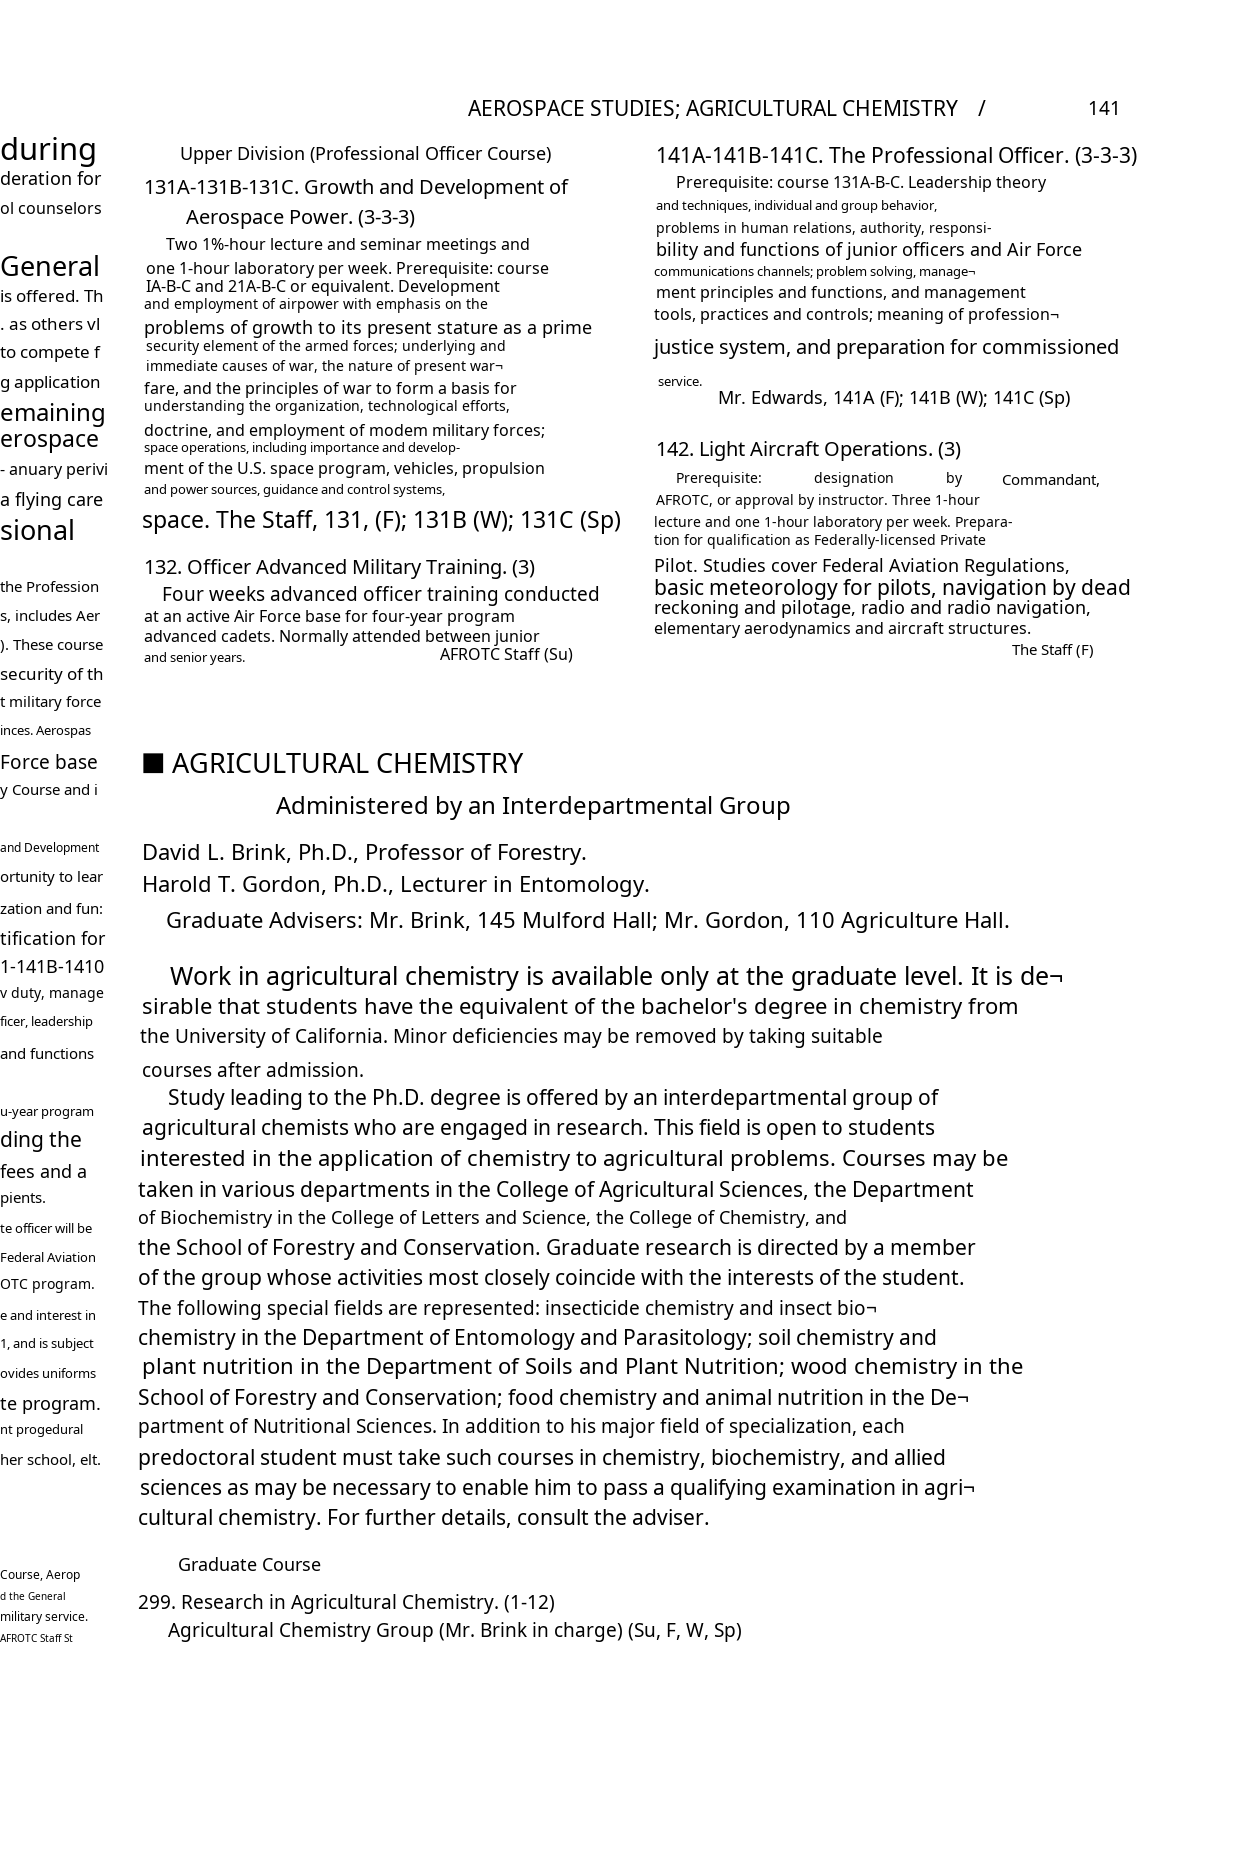 AEROSPACE STUDIES; AGRICULTURAL CHEMISTRY / 141
during
deration for
ol counselors
General
is offered. Th
. as others vl
to compete f
g application
emaining
erospace
- anuary perivi
a flying care
sional
the Profession
s, includes Aer
). These course
security of th
t military force
inces. Aerospas
Force base
y Course and i
and Development
ortunity to lear
zation and fun:
tification for
1-141B-1410
v duty, manage
ficer, leadership
and functions
u-year program
ding the
fees and a
pients.
te officer will be
Federal Aviation
OTC program.
e and interest in
1, and is subject
ovides uniforms
te program.
nt progedural
her school, elt.
Course, Aerop
d the General
military service.
AFROTC Staff St
Upper Division (Professional Officer Course)
131A-131B-131C. Growth and Development of
Aerospace Power. (3-3-3)
Two 1%-hour lecture and seminar meetings and
one 1-hour laboratory per week. Prerequisite: course
IA-B-C and 21A-B-C or equivalent. Development
and employment of airpower with emphasis on the
problems of growth to its present stature as a prime
security element of the armed forces; underlying and
immediate causes of war, the nature of present war¬
fare, and the principles of war to form a basis for
understanding the organization, technological efforts,
doctrine, and employment of modem military forces;
space operations, including importance and develop-
ment of the U.S. space program, vehicles, propulsion
and power sources, guidance and control systems,
space. The Staff, 131, (F); 131B (W); 131C (Sp)
132. Officer Advanced Military Training. (3)
Four weeks advanced officer training conducted
at an active Air Force base for four-year program
advanced cadets. Normally attended between junior
and senior years. AFROTC Staff (Su)
141A-141B-141C. The Professional Officer. (3-3-3)
Prerequisite: course 131A-B-C. Leadership theory
and techniques, individual and group behavior,
problems in human relations, authority, responsi-
bility and functions of junior officers and Air Force
communications channels; problem solving, manage¬
ment principles and functions, and management
tools, practices and controls; meaning of profession¬
justice system, and preparation for commissioned
service.
Mr. Edwards, 141A (F); 141B (W); 141C (Sp)
142. Light Aircraft Operations. (3)
Prerequisite: designation by Commandant,
AFROTC, or approval by instructor. Three 1-hour
lecture and one 1-hour laboratory per week. Prepara-
tion for qualification as Federally-licensed Private
Pilot. Studies cover Federal Aviation Regulations,
basic meteorology for pilots, navigation by dead
reckoning and pilotage, radio and radio navigation,
elementary aerodynamics and aircraft structures.
The Staff (F)
■ AGRICULTURAL CHEMISTRY
Administered by an Interdepartmental Group
David L. Brink, Ph.D., Professor of Forestry.
Harold T. Gordon, Ph.D., Lecturer in Entomology.
Graduate Advisers: Mr. Brink, 145 Mulford Hall; Mr. Gordon, 110 Agriculture Hall.
Work in agricultural chemistry is available only at the graduate level. It is de¬
sirable that students have the equivalent of the bachelor's degree in chemistry from
the University of California. Minor deficiencies may be removed by taking suitable
courses after admission.
Study leading to the Ph.D. degree is offered by an interdepartmental group of
agricultural chemists who are engaged in research. This field is open to students
interested in the application of chemistry to agricultural problems. Courses may be
taken in various departments in the College of Agricultural Sciences, the Department
of Biochemistry in the College of Letters and Science, the College of Chemistry, and
the School of Forestry and Conservation. Graduate research is directed by a member
of the group whose activities most closely coincide with the interests of the student.
The following special fields are represented: insecticide chemistry and insect bio¬
chemistry in the Department of Entomology and Parasitology; soil chemistry and
plant nutrition in the Department of Soils and Plant Nutrition; wood chemistry in the
School of Forestry and Conservation; food chemistry and animal nutrition in the De¬
partment of Nutritional Sciences. In addition to his major field of specialization, each
predoctoral student must take such courses in chemistry, biochemistry, and allied
sciences as may be necessary to enable him to pass a qualifying examination in agri¬
cultural chemistry. For further details, consult the adviser.
Graduate Course
299. Research in Agricultural Chemistry. (1-12)
Agricultural Chemistry Group (Mr. Brink in charge) (Su, F, W, Sp)